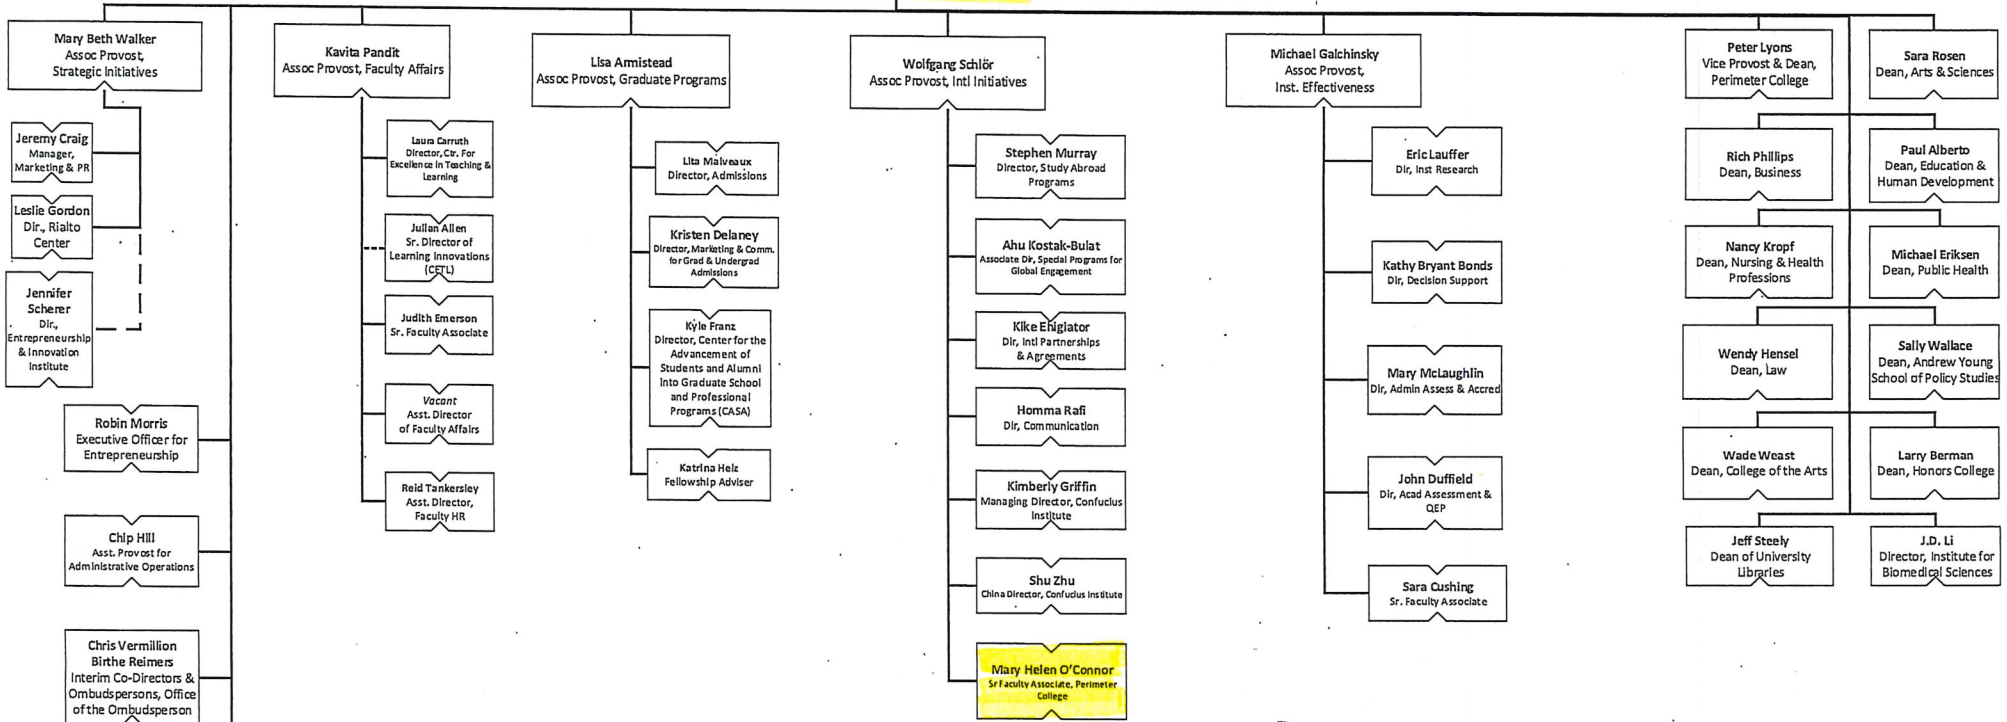 Mary Beth Walker
Assoc Provost,
Strategic Initiatives
Jeremy Craig
Manager,
Marketing & PR
Leslie Gordon
Dir., Rialto
Center
Jennifer
Scherer
Dir.,
Entrepreneurship
& Innovation
Institute
Robin Morris
Executive Officer for
Entrepreneurship
Chip Hill
Asst. Provost for
Administrative Operations
Chris Vermillion
Birthe Reimers
Interim Co-Directors &
Ombudspersons, Office
of the Ombudsperson
Kavita Pandit
Assoc Provost, Faculty Affairs
Laura Carruth
Director, Ctr. For
Excellence in Teaching &
Learning
Julian Allen
Sr. Director of
Learning Innovations
(CETL)
Judith Emerson
Sr. Faculty Associate
Vacant
Asst. Director
of Faculty Affairs
Reid Tankersley
Asst. Director,
Faculty HR
Lisa Armistead
Assoc Provost, Graduate Programs
Lita Malveaux
Director, Admissions
Kristen Delaney
Director, Marketing & Comm.
for Grad & Undergrad
Admissions
Kyle Franz
Director, Center for the
Advancement of
Students and Alumni
Into Graduate School
and Professional
Programs (CASA)
Katrina Helz
Fellowship Adviser
Wolfgang Schlör
Assoc Provost, Intl Initiatives
Stephen Murray
Director, Study Abroad
Programs
Ahu Kostak-Bulat
Associate Dir, Special Programs for
Global Engagement
Kike Ehigiator
Dir, Intl Partnerships
& Agreements
Homma Rafi
Dir, Communication
Kimberly Griffin
Managing Director, Confucius
Institute
Shu Zhu
China Director, Confucius Institute
Mary Helen O'Connor
Sr Faculty Associate, Perimeter
College
Michael Galchinsky
Assoc Provost,
Inst. Effectiveness
Eric Lauffer
Dir, Inst Research
Kathy Bryant Bonds
Dir, Decision Support
Mary McLaughlin
Dir, Admin Assess & Accred
John Duffield
Dir, Acad Assessment &
QEP
Sara Cushing
Sr. Faculty Associate
Peter Lyons
Vice Provost & Dean,
Perimeter College
Sara Rosen
Dean, Arts & Sciences
Rich Phillips
Dean, Business
Paul Alberto
Dean, Education &
Human Development
Nancy Kropf
Dean, Nursing & Health
Professions
Michael Eriksen
Dean, Public Health
Wendy Hensel
Dean, Law
Sally Wallace
Dean, Andrew Young
School of Policy Studies
Wade Weast
Dean, College of the Arts
Larry Berman
Dean, Honors College
Jeff Steely
Dean of University
Libraries
J.D. Li
Director, Institute for
Biomedical Sciences